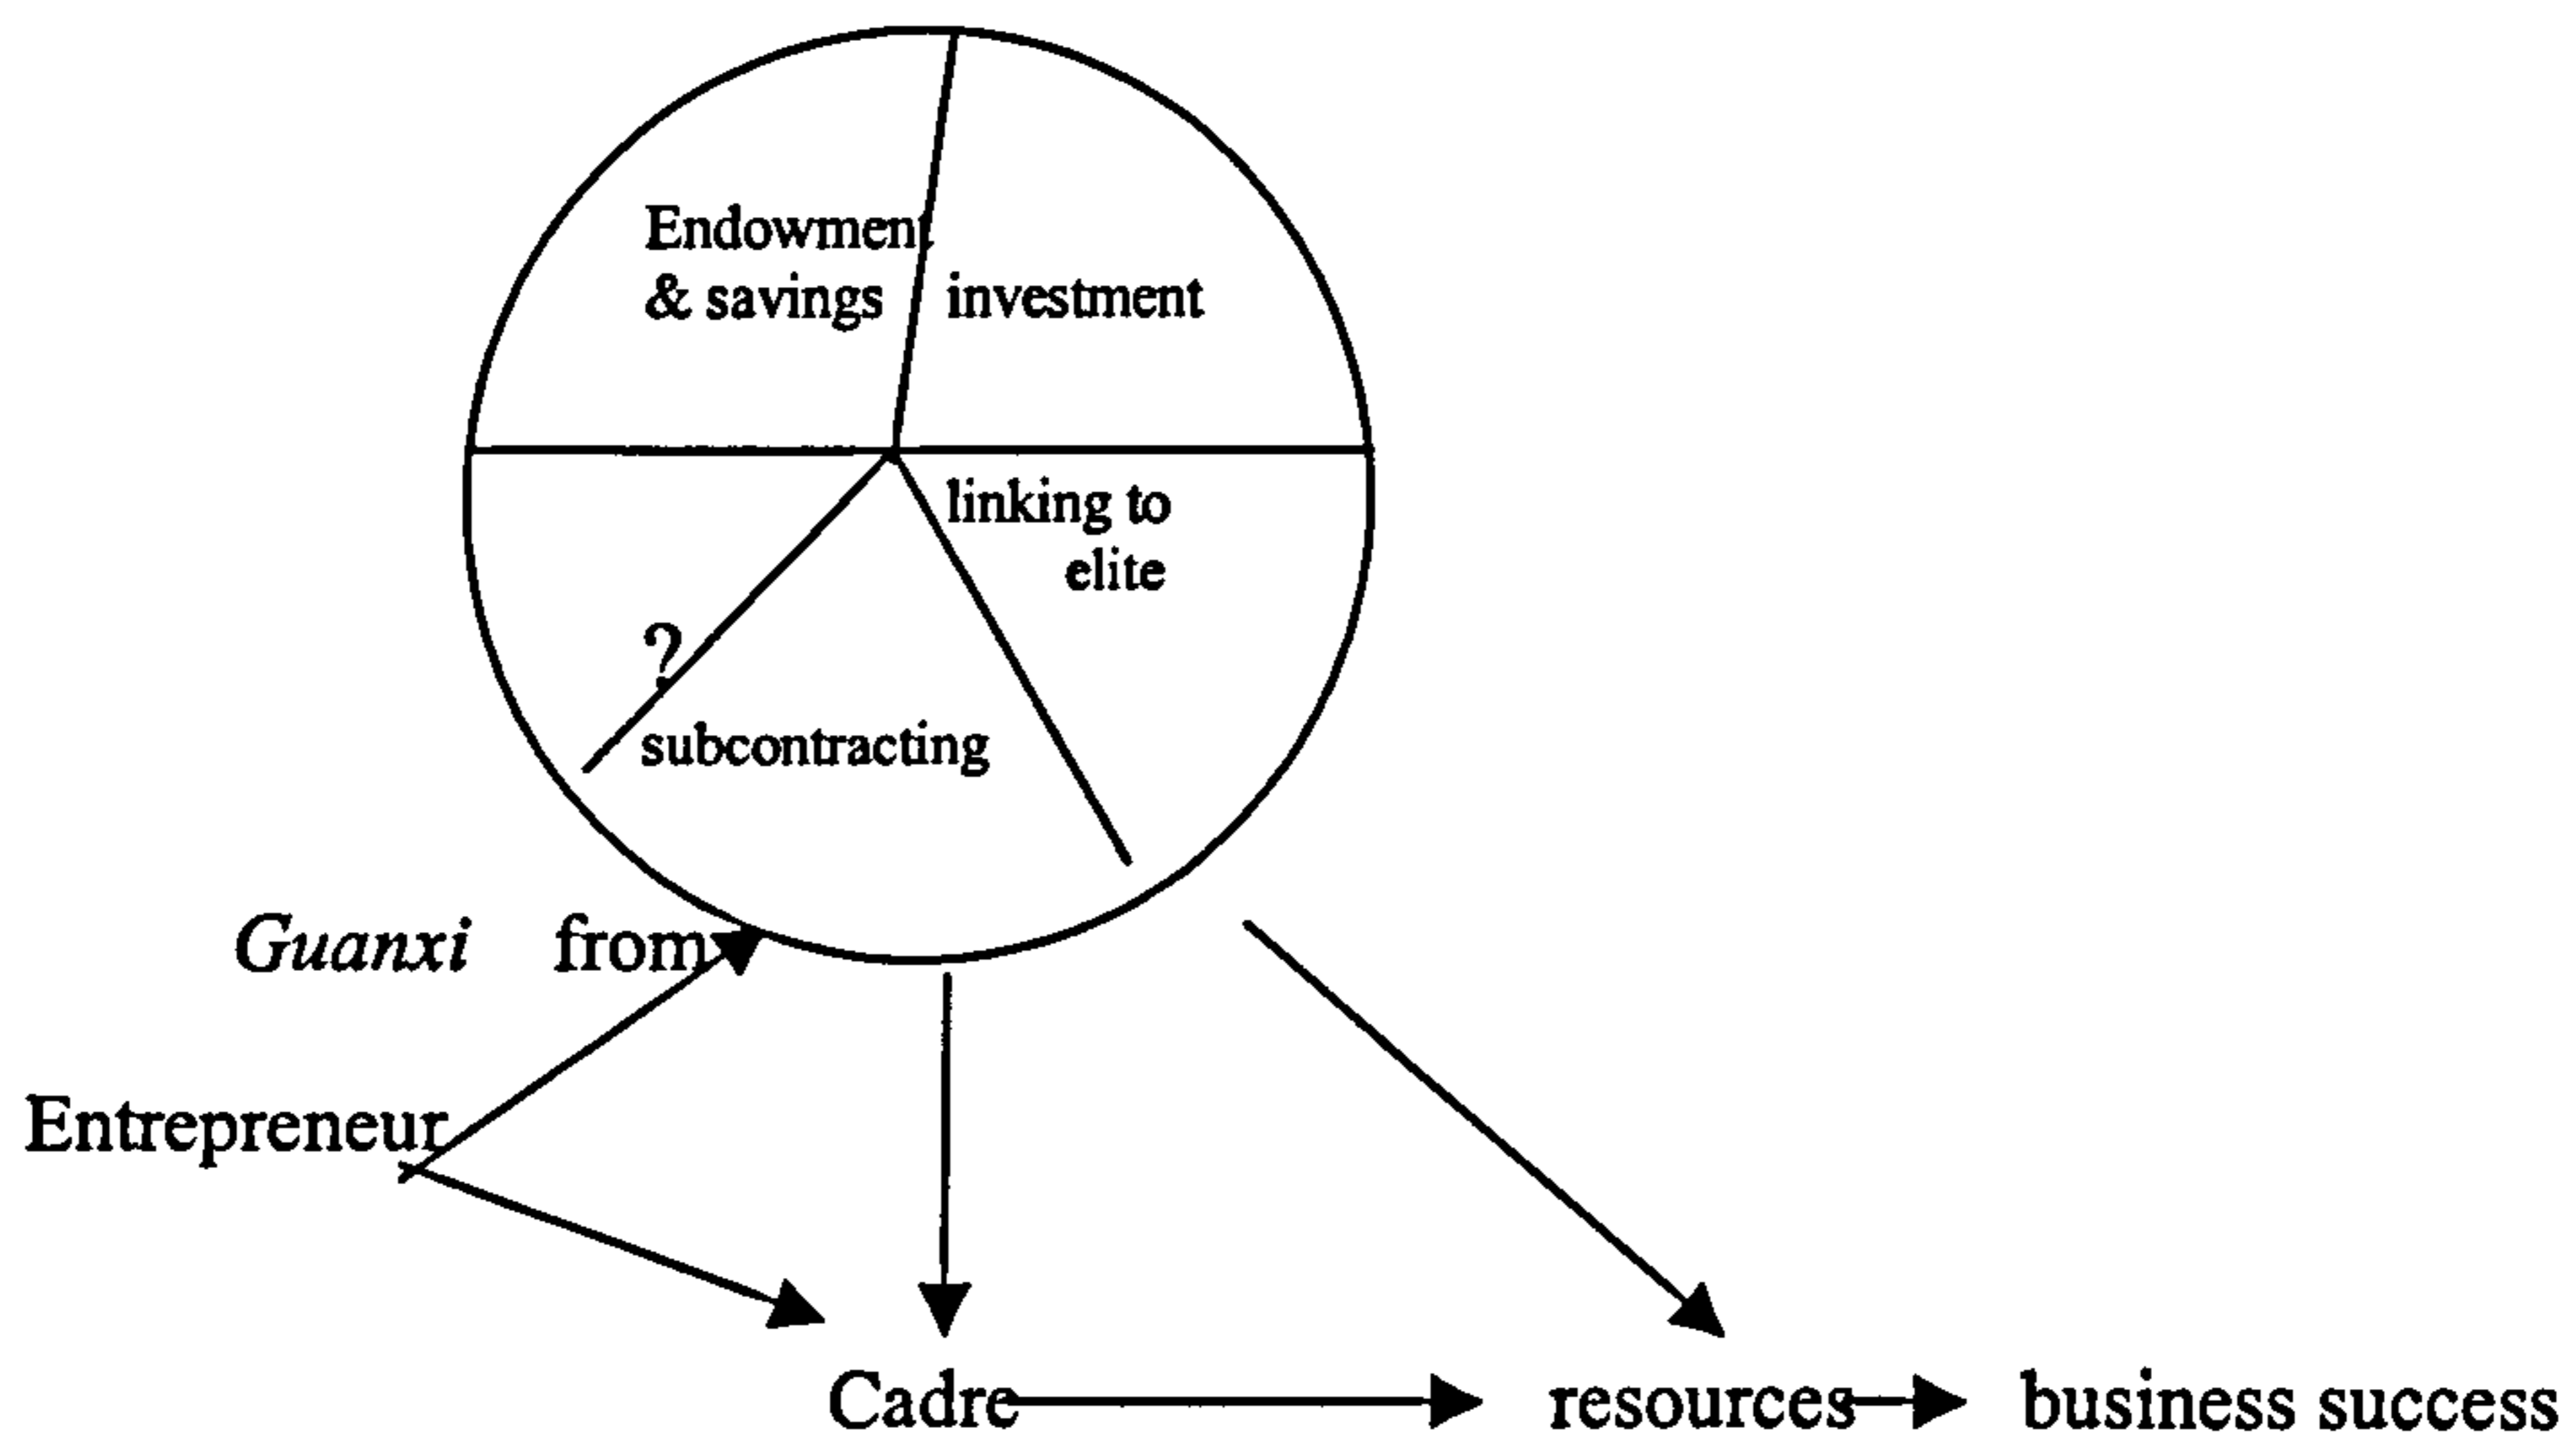 Endowment
& savings
investment
linking to
elite
?
subcontracting
Guanxi from
Entrepreneur
Cadre
resources
business success